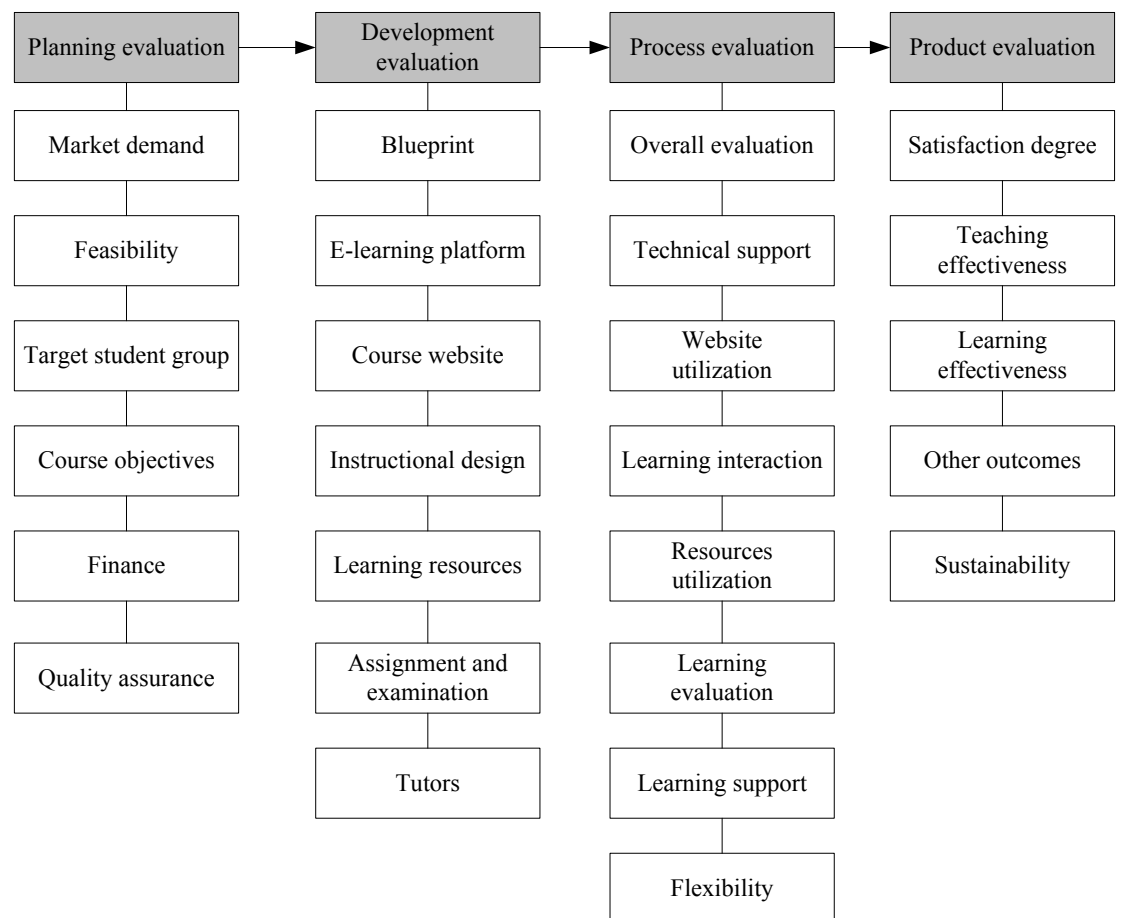 Planning evaluation
Development
evaluation
Process evaluation
Product evaluation
Market demand
Feasibility
Target student group
Course objectives
Finance
Quality assurance
Blueprint
E-learning platform
Course website
Instructional design
Learning resources
Assignment and
examination
Tutors
Overall evaluation
Technical support
Website
utilization
Learning interaction
Resources
utilization
Learning
evaluation
Learning support
Flexibility
Satisfaction degree
Teaching
effectiveness
Learning
effectiveness
Other outcomes
Sustainability